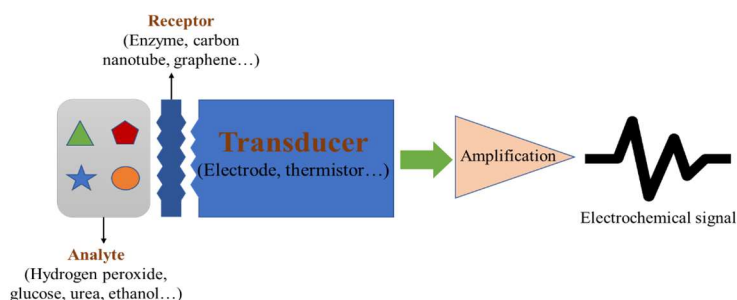 Receptor
(Enzyme, carbon
nanotube, graphene…)
Transducer
(Electrode, thermistor…)
Amplification
Electrochemical signal
Analyte
(Hydrogen peroxide,
glucose, urea, ethanol…)